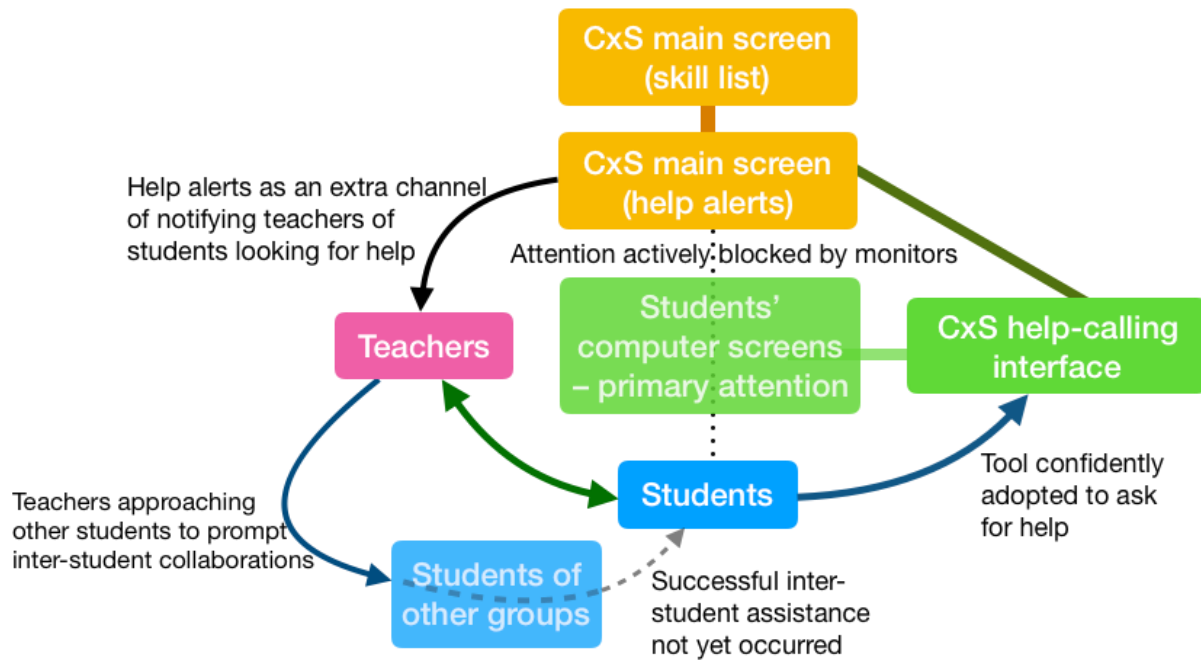 CxS main screen
(skill list)
CxS main screen
(help alerts)
Help alerts as an extra channel
of notifying teachers of
students looking for help
Attention actively blocked by monitors
Students’
computer screens
– primary attention
CxS help-calling
interface
Teachers
Students
Tool confidently
adopted to ask
for help
Teachers approaching
other students to prompt
inter-student collaborations
Students of
other groups
Successful inter-
student assistance
not yet occurred